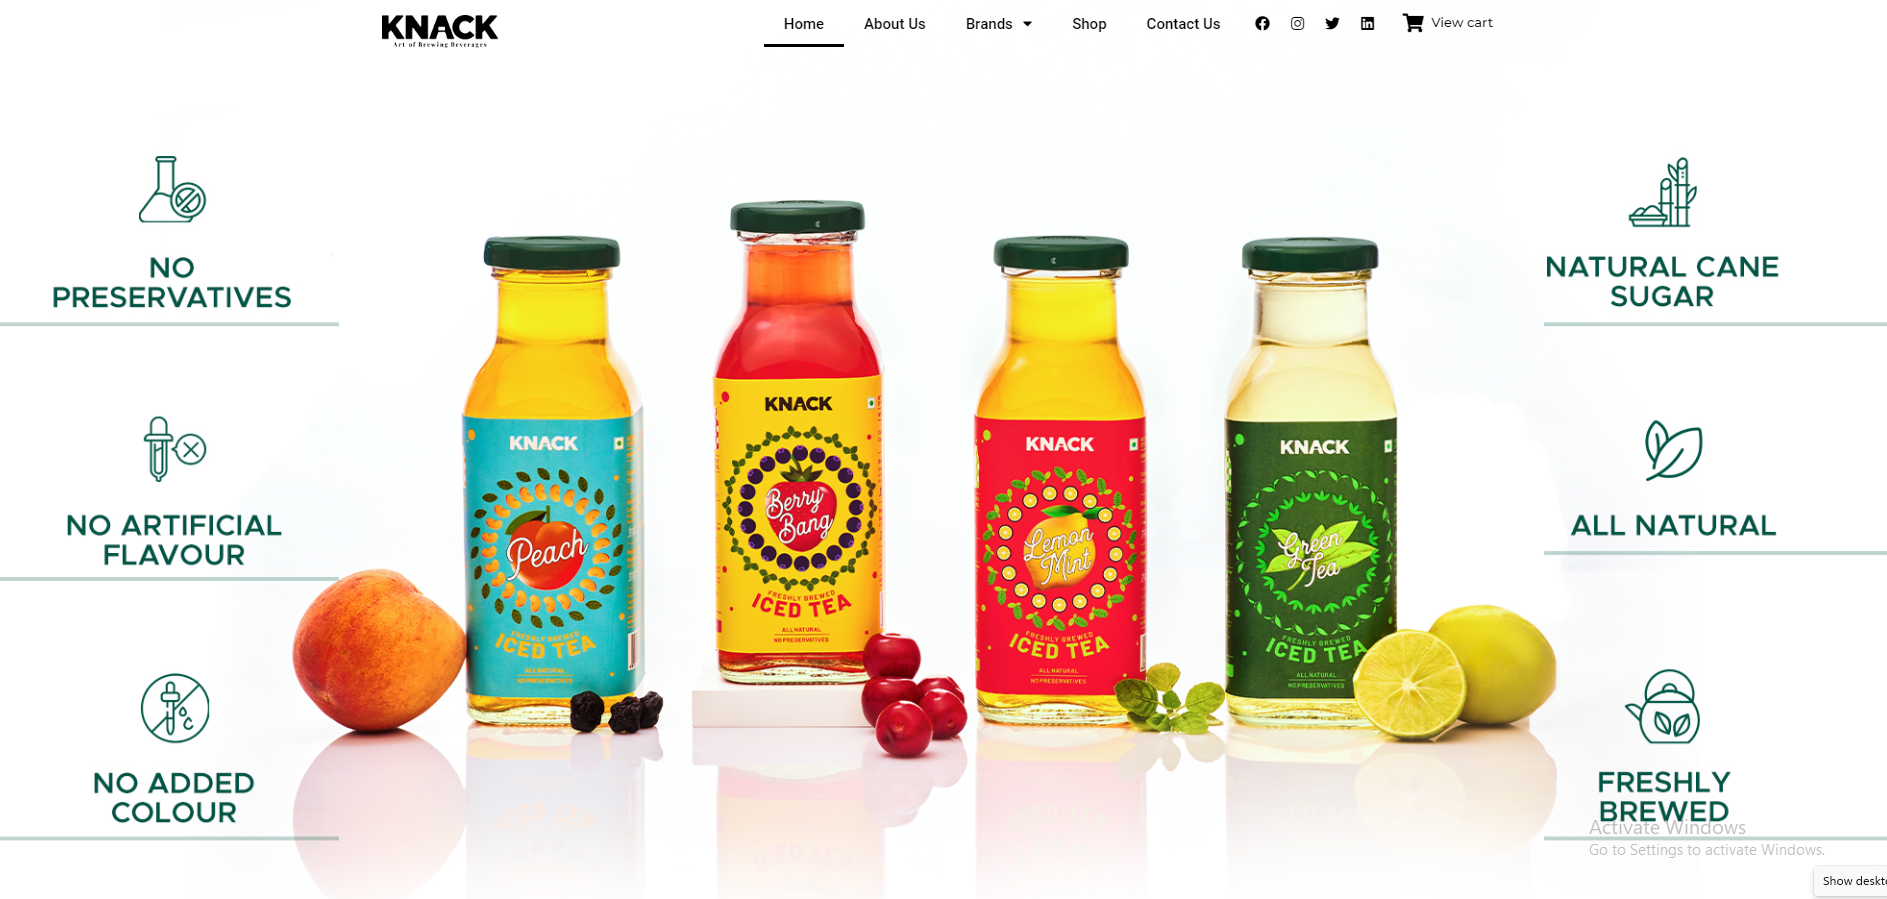 KNACK
Art of Brewing Beverages
Home
About Us
Brands
Shop
Contact Us
View cart
NO
PRESERVATIVES
NO ARTIFICIAL
FLAVOUR
NO ADDED
COLOUR
KNACK
Peach
FRESHLY BREWED
ICED TEA
ALL NATURAL
NO PRESERVATIVES
KNACK
Berry
Bang
FRESHLY BREWED
ICED TEA
ALL NATURAL
NO PRESERVATIVES
KNACK
Lemon
Mint
FRESHLY BREWED
ICED TEA
ALL NATURAL
NO PRESERVATIVES
KNACK
Green
Tea
FRESHLY BREWED
ICED TEA
ALL NATURAL
NO PRESERVATIVES
NATURAL CANE
SUGAR
ALL NATURAL
FRESHLY
BREWED
Activate Windows
Go to Settings to activate Windows.
Show deskto